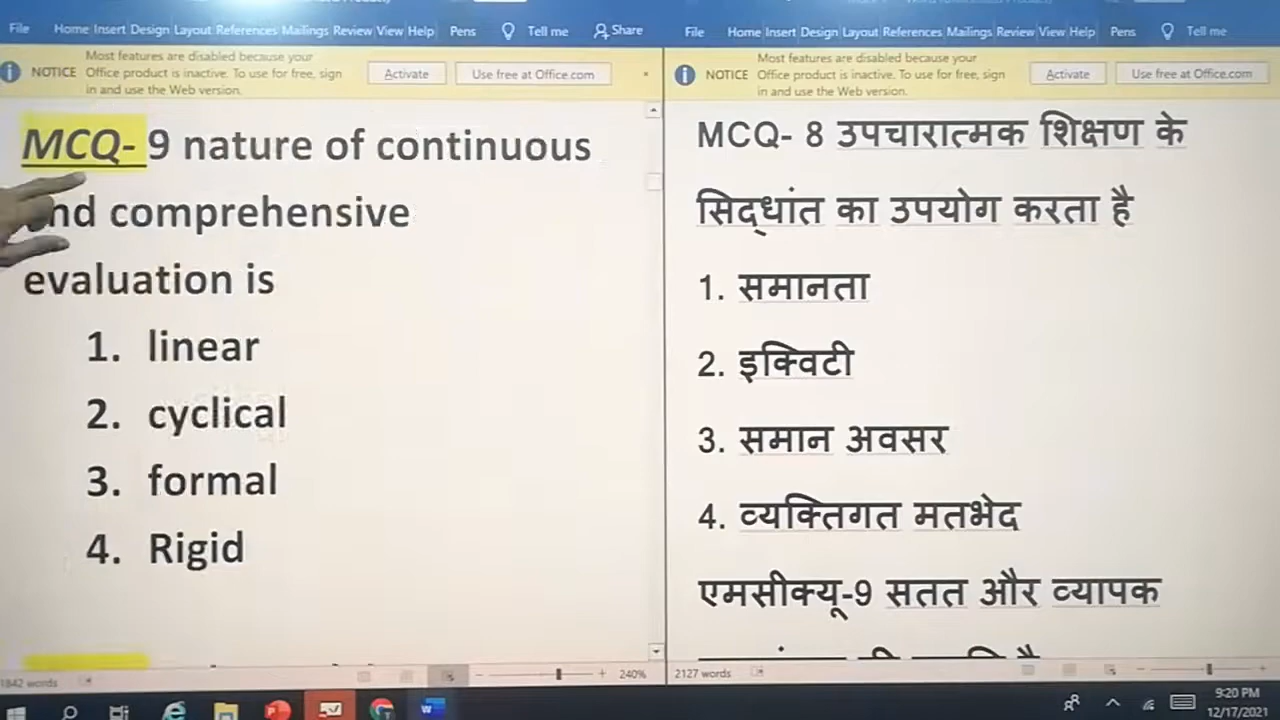 File Home Insert Design Layout References Mailings Review View Help Pens Tell me Share
File Home Insert Design Layout References Mailings Review View Help Pens Tell me
NOTICE
Most features are disabled because your
Office product is inactive. To use for free, sign
in and use the Web version.
Activate
Use free at Office.com
NOTICE
Most features are disabled because your
Office product is inactive. To use for free, sign
in and use the Web version.
Activate
Use free at Office.com
MCQ- 9 nature of continuous
and comprehensive
evaluation is
1. linear
2. cyclical
3. formal
4. Rigid
MCQ- 8 उपचारात्मक शिक्षण के
सिद्धांत का उपयोग करता है
1. समानता
2. इक्विटी
3. समान अवसर
4. व्यक्तिगत मतभेद
एमसीक्यू-9 सतत और व्यापक
1842 words
240%
2127 words
9:20 PM
12/17/2021